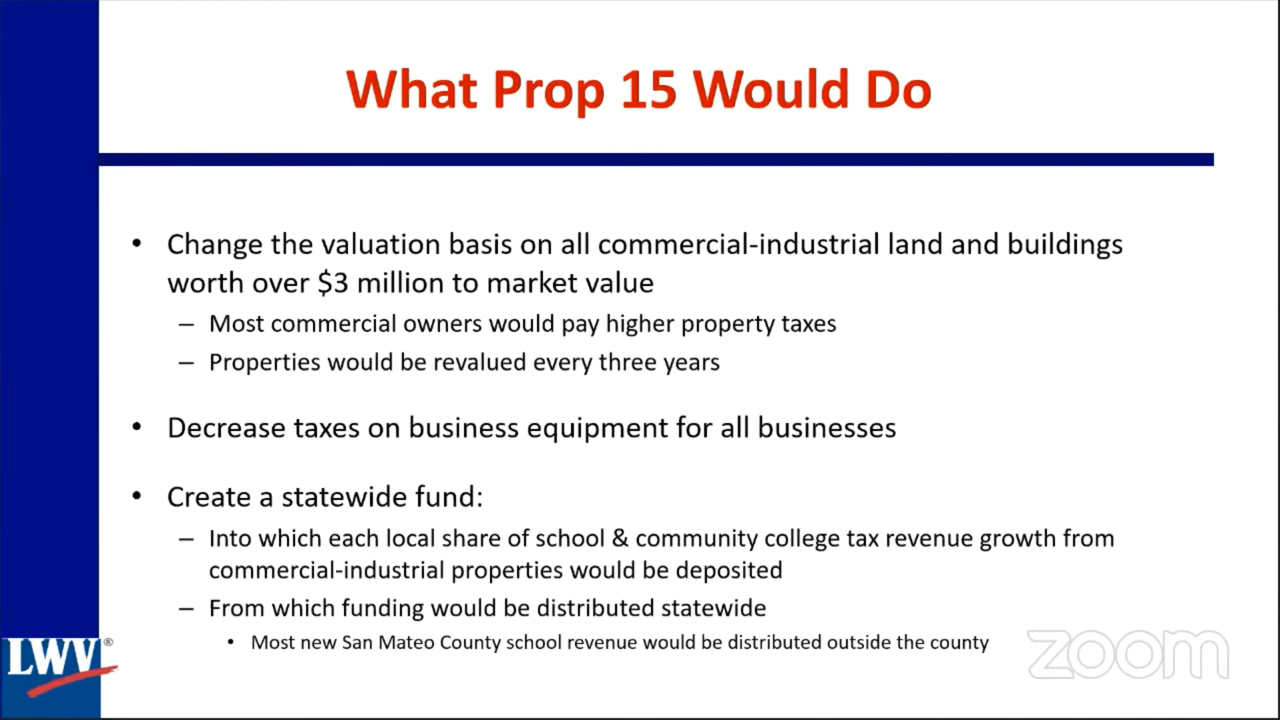 What Prop 15 Would Do
• Change the valuation basis on all commercial-industrial land and buildings
worth over $3 million to market value
– Most commercial owners would pay higher property taxes
– Properties would be revalued every three years
• Decrease taxes on business equipment for all businesses
• Create a statewide fund:
– Into which each local share of school & community college tax revenue growth from
commercial-industrial properties would be deposited
– From which funding would be distributed statewide
• Most new San Mateo County school revenue would be distributed outside the county
LWV®
zoom